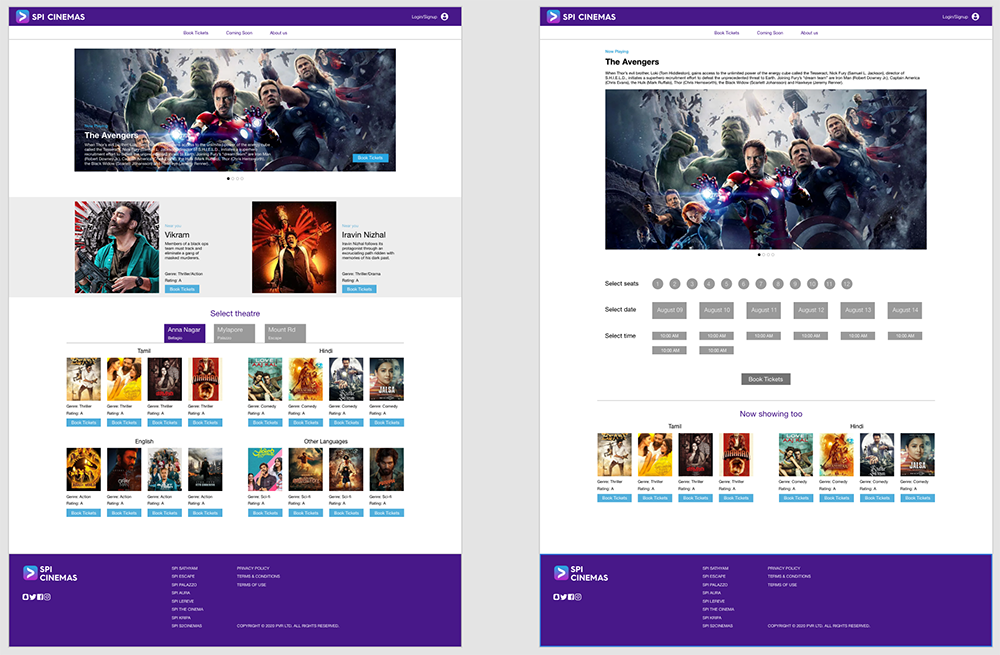 SPI CINEMAS
Login/Signup
Book Tickets Coming Soon About us
Now Playing
The Avengers
When Thor's evil brother, Loki (Tom Hiddleston), gains access to the unlimited power of the energy cube
called the Tesseract, Nick Fury (Samuel L. Jackson), director of S.H.I.E.L.D., initiates a superhero
recruitment effort to defeat the unprecedented threat to Earth. Joining Fury's "dream team" are Iron Man
(Robert Downey Jr.), Captain America (Chris Evans), the Hulk (Mark Ruffalo), Thor (Chris Hemsworth),
the Black Widow (Scarlett Johansson) and Hawkeye (Jeremy Renner).
Book Tickets
Vikram
Members of a black ops
team must track and
eliminate a gang of
masked murderers.
Genre: Thriller/Action
Rating: A
Book Tickets
Iravin Nizhal
Iravin Nizhal follows its
protagonist through an
excruciating path ridden with
memories of his dark past.
Genre: Thriller/Drama
Rating: A
Book Tickets
Select theatre
Anna Nagar Mylapore Mount Rd
Escape
Tamil
Genre: Thriller Genre: Thriller Genre: Thriller Genre: Thriller
Rating: A Rating: A Rating: A Rating: A
Book Tickets Book Tickets Book Tickets Book Tickets
Hindi
JALSA
Genre: Comedy Genre: Comedy Genre: Comedy Genre: Comedy
Rating: A Rating: A Rating: A Rating: A
Book Tickets Book Tickets Book Tickets Book Tickets
English
Genre: Action Genre: Action Genre: Action Genre: Action
Rating: A Rating: A Rating: A Rating: A
Book Tickets Book Tickets Book Tickets Book Tickets
Other Languages
Genre: Sci-fi Genre: Sci-fi Genre: Sci-fi Genre: Sci-fi
Rating: A Rating: A Rating: A Rating: A
Book Tickets Book Tickets Book Tickets Book Tickets
SPI
CINEMAS
SPI SATHYAM
SPI ESCAPE
SPI PALAZZO
SPI AURA
SPI LEREVE
SPI THE CINEMA
SPI KRIPA
SPI S2CINEMAS
PRIVACY POLICY
TERMS & CONDITIONS
TERMS OF USE
COPYRIGHT © 2020 PVR LTD. ALL RIGHTS RESERVED.
SPI CINEMAS
Login/Signup
Book Tickets Coming Soon About us
Now Playing
The Avengers
When Thor's evil brother, Loki (Tom Hiddleston), gains access to the unlimited power of the energy cube called the Tesseract, Nick Fury (Samuel L. Jackson), director of
S.H.I.E.L.D., initiates a superhero recruitment effort to defeat the unprecedented threat to Earth. Joining Fury's "dream team" are Iron Man (Robert Downey Jr.), Captain America
(Chris Evans), the Hulk (Mark Ruffalo), Thor (Chris Hemsworth), the Black Widow (Scarlett Johansson) and Hawkeye (Jeremy Renner).
Select seats 1 2 3 4 5 6 7 8 9 10 11 12
Select date August 09 August 10 August 11 August 12 August 13 August 14
Select time 10:00 AM 10:00 AM 10:00 AM 10:00 AM 10:00 AM 10:00 AM
10:00 AM 10:00 AM
Book Tickets
Now showing too
Tamil
Genre: Thriller Genre: Thriller Genre: Thriller Genre: Thriller
Rating: A Rating: A Rating: A Rating: A
Book Tickets Book Tickets Book Tickets Book Tickets
Hindi
JALSA
Genre: Comedy Genre: Comedy Genre: Comedy Genre: Comedy
Rating: A Rating: A Rating: A Rating: A
Book Tickets Book Tickets Book Tickets Book Tickets
SPI
CINEMAS
SPI SATHYAM
SPI ESCAPE
SPI PALAZZO
SPI AURA
SPI LEREVE
SPI THE CINEMA
SPI KRIPA
SPI S2CINEMAS
PRIVACY POLICY
TERMS & CONDITIONS
TERMS OF USE
COPYRIGHT © 2020 PVR LTD. ALL RIGHTS RESERVED.